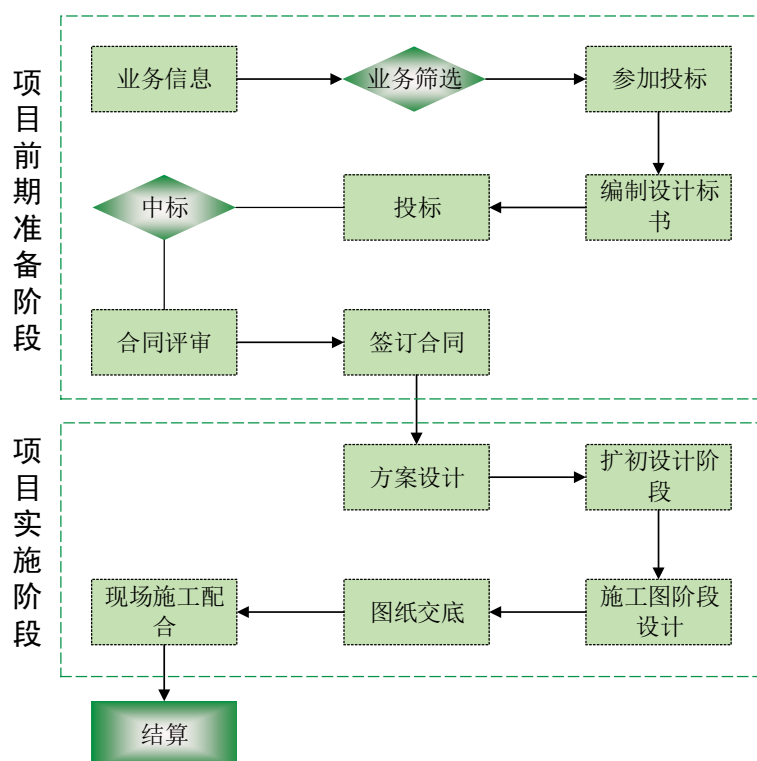 项目前期准备阶段
业务信息
业务筛选
参加投标
中标
投标
编制设计标
书
合同评审
签订合同
项目实施阶段
方案设计
扩初设计阶
段
现场施工配
合
图纸交底
施工图阶段
设计
结算